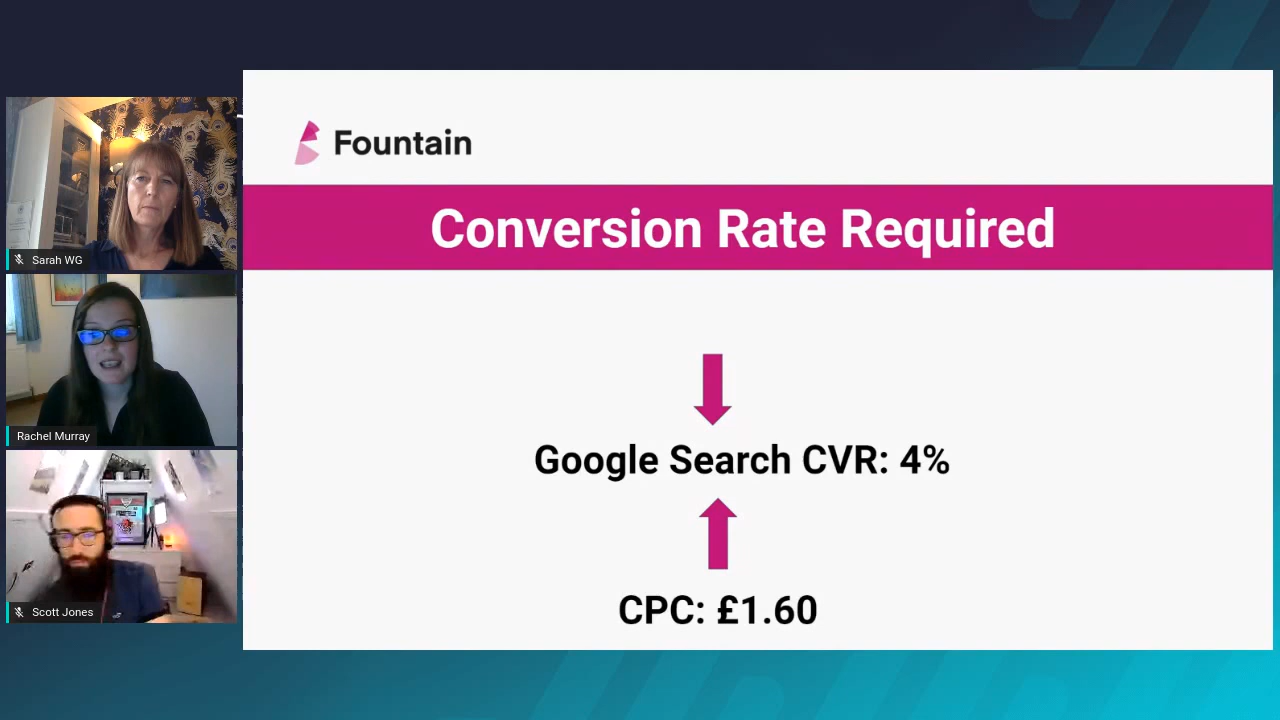 Fountain
Conversion Rate Required
Sarah WG
Google Search CVR: 4%
Rachel Murray
CPC: £1.60
Scott Jones